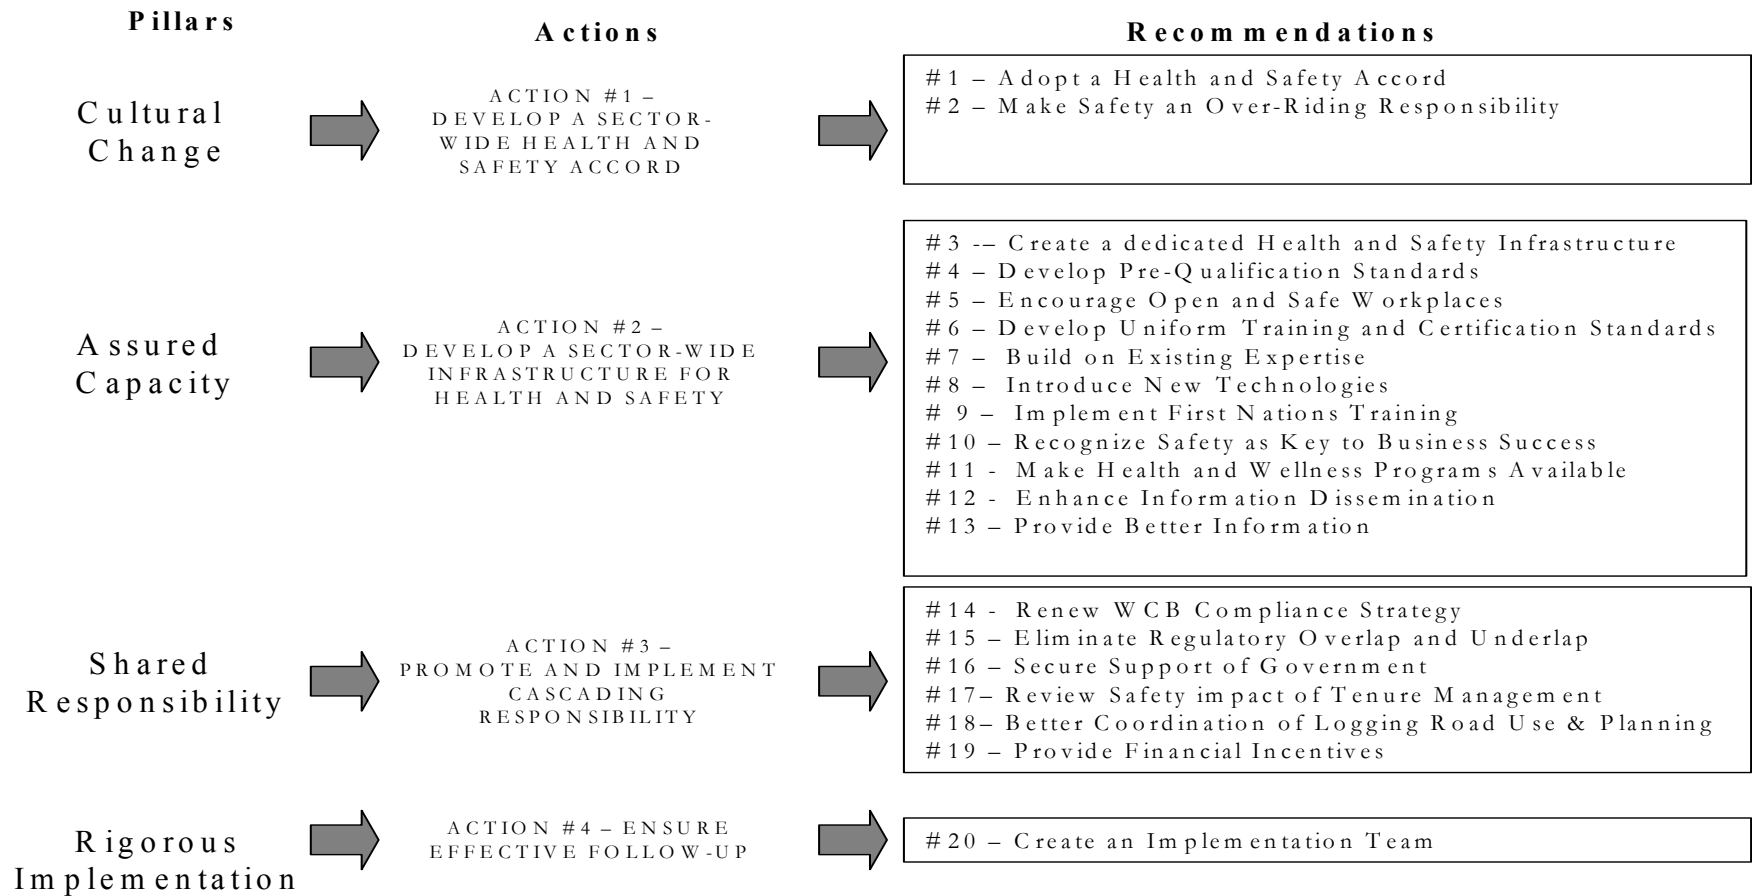 Pillars
Actions
Recommendations
Cultural
Change
ACTION #1 –
DEVELOP A SECTOR-
WIDE HEALTH AND
SAFETY ACCORD
#1 – Adopt a Health and Safety Accord
#2 – Make Safety an Over-Riding Responsibility
Assured
Capacity
ACTION #2 –
DEVELOP A SECTOR-WIDE
INFRASTRUCTURE FOR
HEALTH AND SAFETY
#3 -– Create a dedicated Health and Safety Infrastructure
#4 – Develop Pre-Qualification Standards
#5 – Encourage Open and Safe Workplaces
#6 – Develop Uniform Training and Certification Standards
#7 – Build on Existing Expertise
#8 – Introduce New Technologies
# 9 – Implement First Nations Training
#10 – Recognize Safety as Key to Business Success
#11 - Make Health and Wellness Programs Available
#12 - Enhance Information Dissemination
#13 – Provide Better Information
Shared
Responsibility
ACTION #3 –
PROMOTE AND IMPLEMENT
CASCADING
RESPONSIBILITY
#14 - Renew WCB Compliance Strategy
#15 – Eliminate Regulatory Overlap and Underlap
#16 – Secure Support of Government
#17– Review Safety impact of Tenure Management
#18– Better Coordination of Logging Road Use & Planning
#19 – Provide Financial Incentives
Rigorous
Implementation
ACTION #4 – ENSURE
EFFECTIVE FOLLOW-UP
#20 – Create an Implementation Team